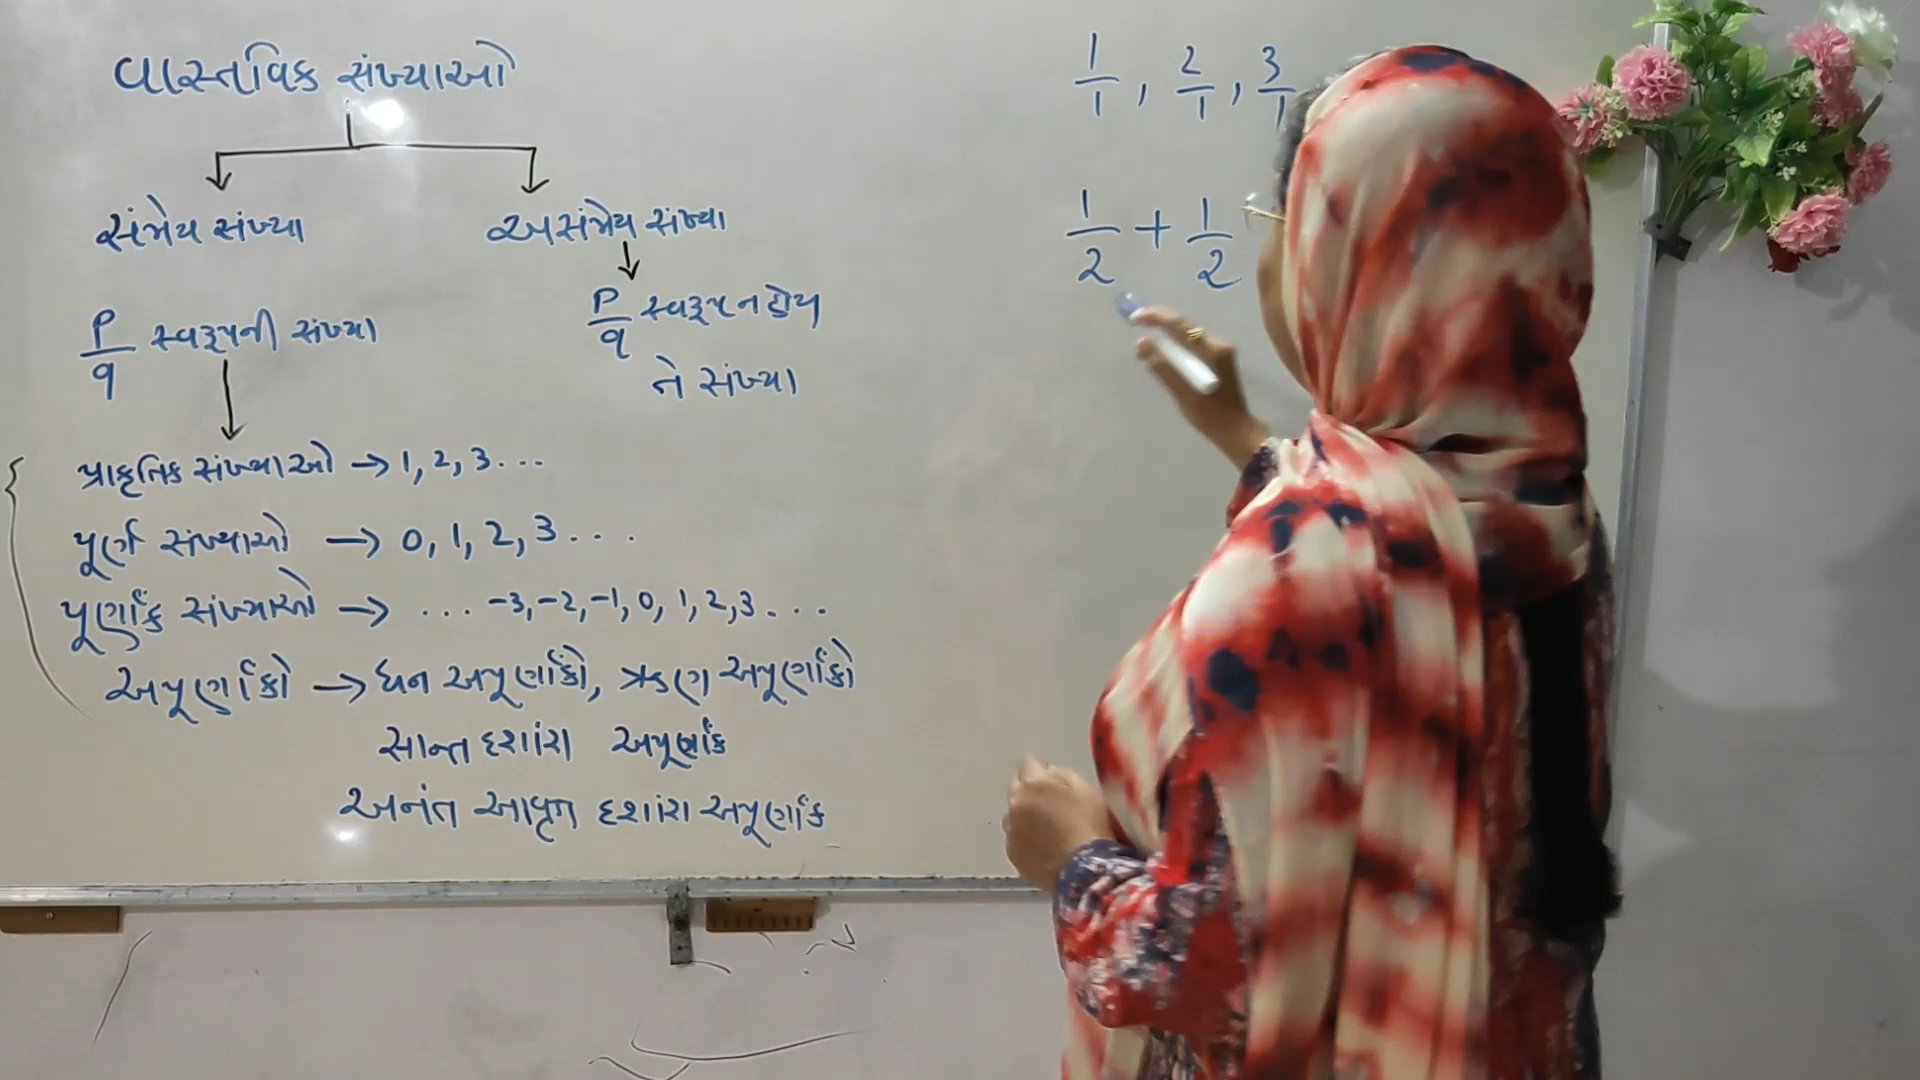 વાસ્તવિક સંખ્યાઓ
સંમેય સંખ્યા
અસંમેય સંખ્યા
P/q સ્વરૂપની સંખ્યા
P/q સ્વરૂપ ન હોય
તે સંખ્યા
પ્રાકૃતિક સંખ્યાઓ → 1, 2, 3...
પૂર્ણ સંખ્યાઓ → 0, 1, 2, 3...
પૂર્ણાંક સંખ્યાઓ → ... -3, -2, -1, 0, 1, 2, 3...
અપૂર્ણાંકો → ધન અપૂર્ણાંકો, ઋણ અપૂર્ણાંકો
સાન્ત દશાંશ અપૂર્ણાંક
અનંત આવૃત્ત દશાંશ અપૂર્ણાંક
1/1, 2/1, 3/1
1/2 + 1/2